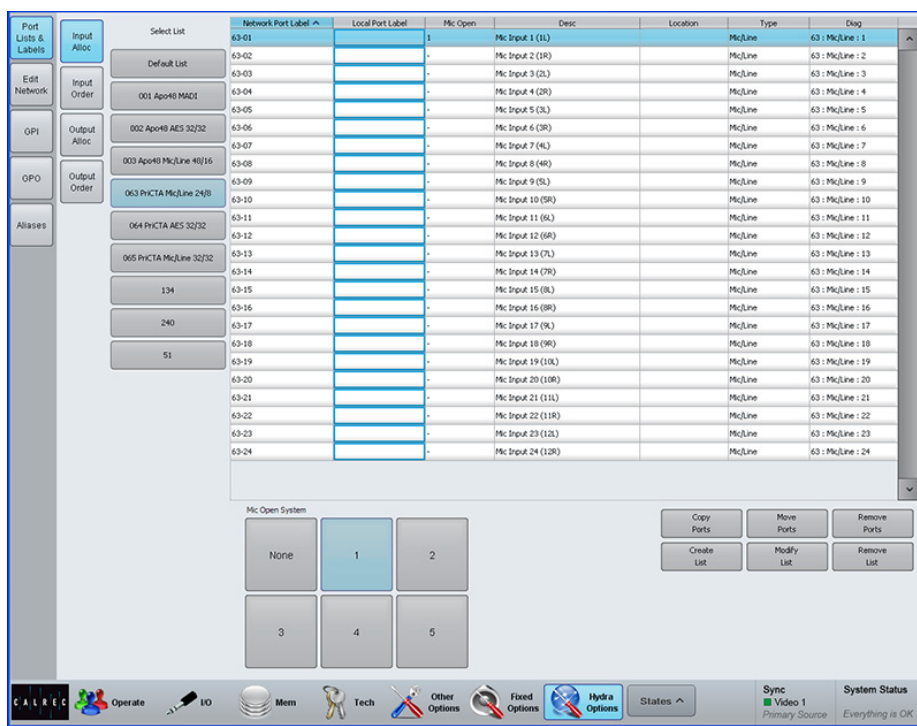 Port Lists & Labels
Edit Network
GPI
GPO
Aliases
Input Alloc
Input Order
Output Alloc
Output Order
Select List
Default List
001 Apo48 MADI
002 Apo48 AES 32/32
003 Apo48 Mic/Line 48/16
063 PriCTA Mic/Line 24/8
064 PriCTA AES 32/32
065 PriCTA Mic/Line 32/32
134
240
51
Network Port Label Local Port Label Mic Open Desc Location Type Diag
63-01 1 Mic Input 1 (1L) Mic/Line 63 : Mic/Line : 1
63-02 - Mic Input 2 (1R) Mic/Line 63 : Mic/Line : 2
63-03 - Mic Input 3 (2L) Mic/Line 63 : Mic/Line : 3
63-04 - Mic Input 4 (2R) Mic/Line 63 : Mic/Line : 4
63-05 - Mic Input 5 (3L) Mic/Line 63 : Mic/Line : 5
63-06 - Mic Input 6 (3R) Mic/Line 63 : Mic/Line : 6
63-07 - Mic Input 7 (4L) Mic/Line 63 : Mic/Line : 7
63-08 - Mic Input 8 (4R) Mic/Line 63 : Mic/Line : 8
63-09 - Mic Input 9 (5L) Mic/Line 63 : Mic/Line : 9
63-10 - Mic Input 10 (5R) Mic/Line 63 : Mic/Line : 10
63-11 - Mic Input 11 (6L) Mic/Line 63 : Mic/Line : 11
63-12 - Mic Input 12 (6R) Mic/Line 63 : Mic/Line : 12
63-13 - Mic Input 13 (7L) Mic/Line 63 : Mic/Line : 13
63-14 - Mic Input 14 (7R) Mic/Line 63 : Mic/Line : 14
63-15 - Mic Input 15 (8L) Mic/Line 63 : Mic/Line : 15
63-16 - Mic Input 16 (8R) Mic/Line 63 : Mic/Line : 16
63-17 - Mic Input 17 (9L) Mic/Line 63 : Mic/Line : 17
63-18 - Mic Input 18 (9R) Mic/Line 63 : Mic/Line : 18
63-19 - Mic Input 19 (10L) Mic/Line 63 : Mic/Line : 19
63-20 - Mic Input 20 (10R) Mic/Line 63 : Mic/Line : 20
63-21 - Mic Input 21 (11L) Mic/Line 63 : Mic/Line : 21
63-22 - Mic Input 22 (11R) Mic/Line 63 : Mic/Line : 22
63-23 - Mic Input 23 (12L) Mic/Line 63 : Mic/Line : 23
63-24 - Mic Input 24 (12R) Mic/Line 63 : Mic/Line : 24
Mic Open System
None 1 2
3 4 5
Copy Ports Move Ports Remove Ports
Create List Modify List Remove List
CALREC Operate I/O Mem Tech Other Options Fixed Options Hydra Options States
Sync
Video 1
Primary Source
System Status
Everything is OK